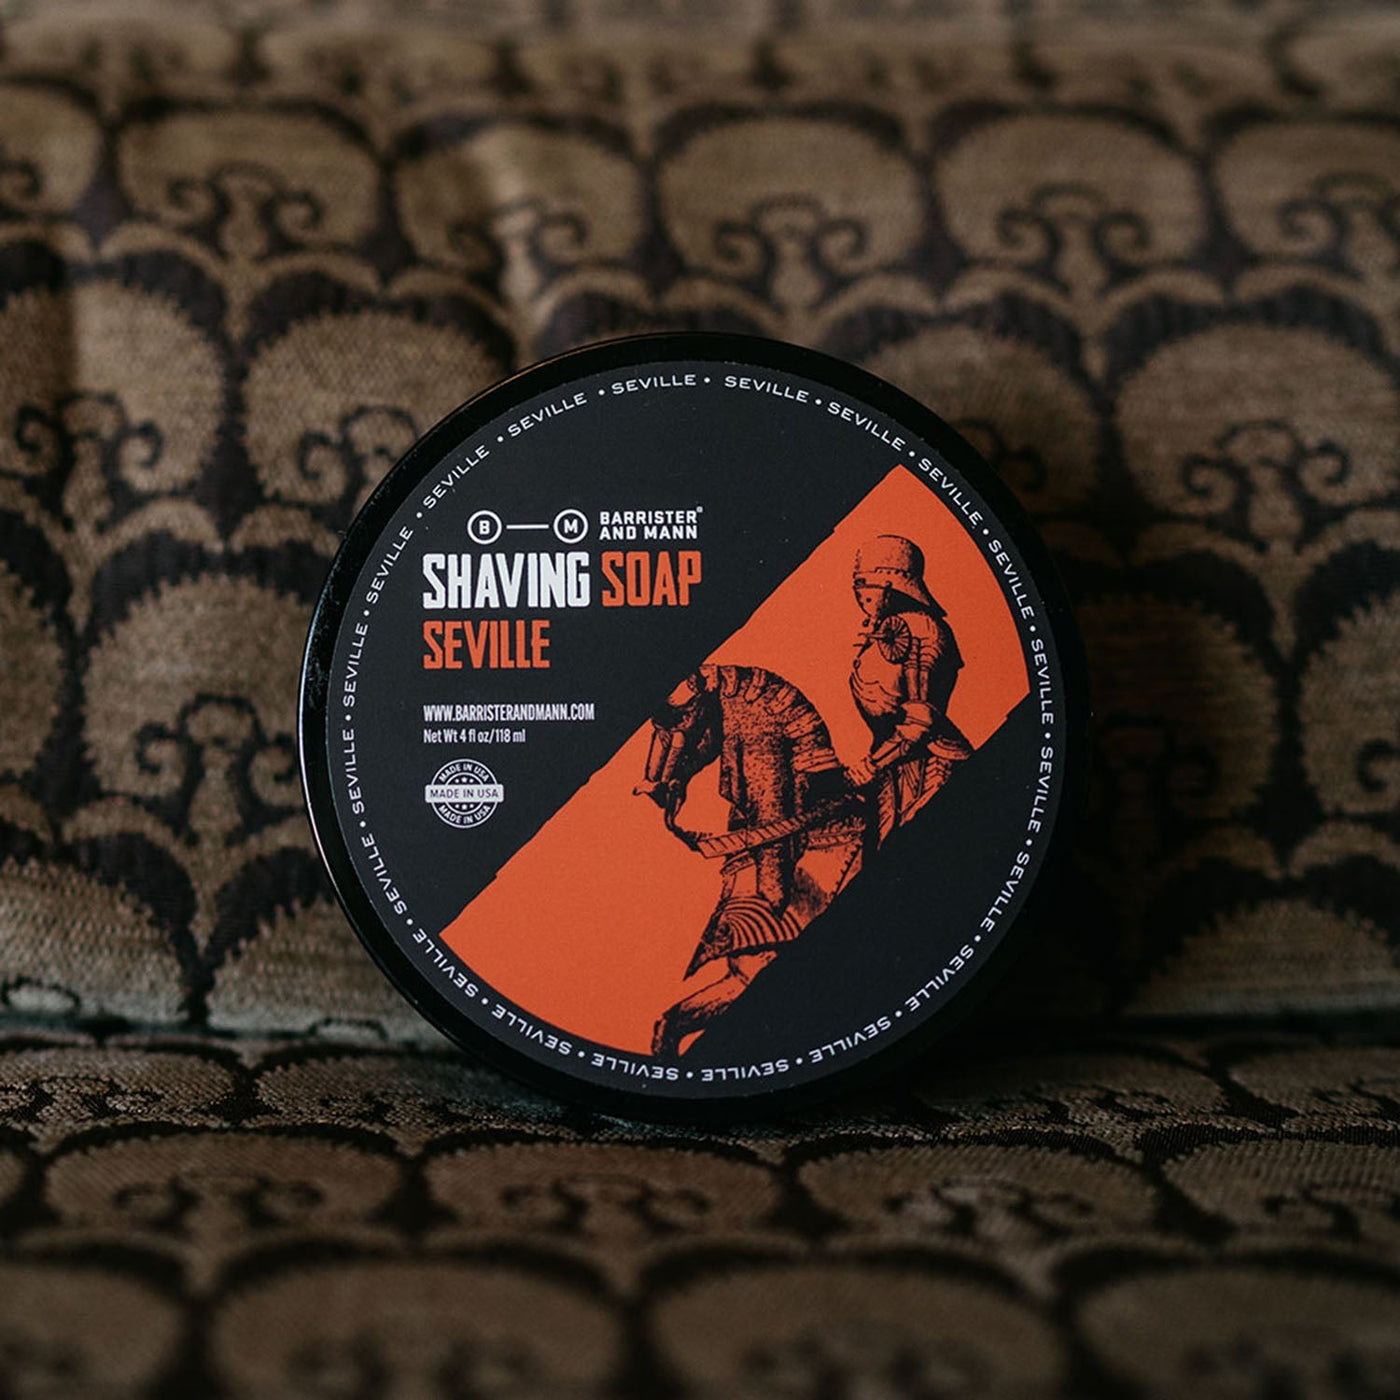 SEVILLE • SEVILLE • SEVILLE • SEVILLE • SEVILLE • SEVILLE • SEVILLE • SEVILLE • SEVILLE • SEVILLE • SEVILLE • SEVILLE • SEVILLE • SEVILLE • SEVILLE • SEVILLE • SEVILLE • SEVILLE • SEVILLE • SEVILLE •
B M BARRISTER®
AND MANN
SHAVING SOAP
SEVILLE
WWW.BARRISTERANDMANN.COM
Net Wt 4 fl oz/118 ml
MADE IN USA
MADE IN USA
MADE IN USA